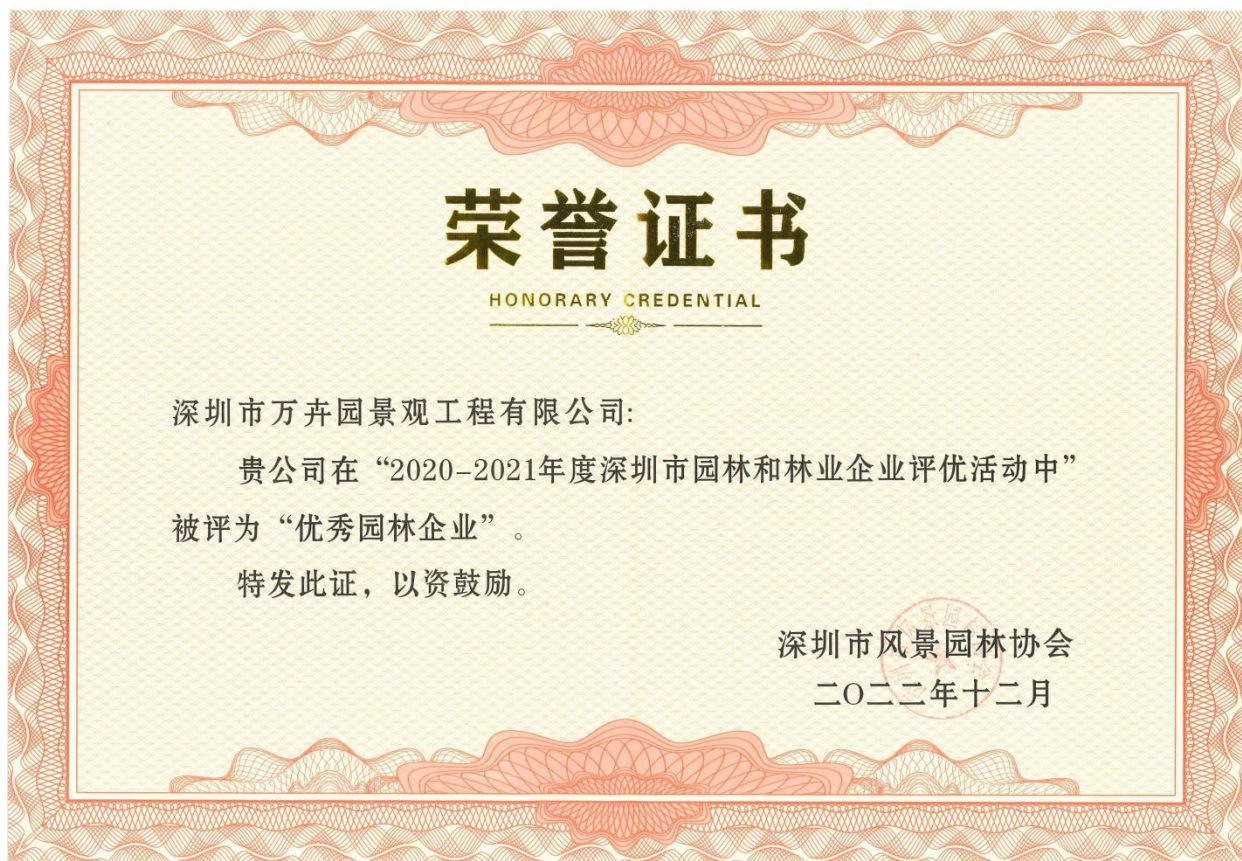 荣誉证书
HONORARY CREDENTIAL
深圳市万卉园景观工程有限公司:
贵公司在“2020-2021年度深圳市园林和林业企业评优活动中”
被评为“优秀园林企业”。
特发此证，以资鼓励。
深圳市风景园林协会
二〇二二年十二月